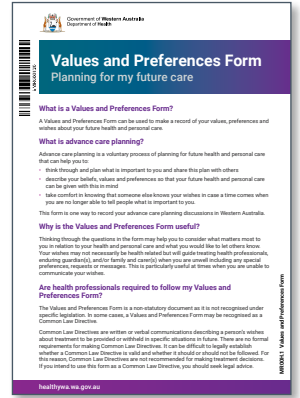 Government of Western Australia
Department of Health
Values and Preferences Form
Planning for my future care
What is a Values and Preferences Form?
A Values and Preferences Form can be used to make a record of your values, preferences and
wishes about your future health and personal care.
What is advance care planning?
Advance care planning is a voluntary process of planning for future health and personal care
that can help you to:
• think through and plan what is important to you and share this plan with others
• describe your beliefs, values and preferences so that your future health and personal care
can be given with this in mind
• take comfort in knowing that someone else knows your wishes in case a time comes when
you are no longer able to tell people what is important to you.
This form is one way to record your advance care planning discussions in Western Australia.
Why is the Values and Preferences Form useful?
Thinking through the questions in the form may help you to consider what matters most to
you in relation to your health and personal care and what you would like to let others know.
Your wishes may not necessarily be health related but will guide treating health professionals,
enduring guardian(s), and/or family and carer(s) when you are unwell including any special
preferences, requests or messages. This is particularly useful at times when you are unable to
communicate your wishes.
Are health professionals required to follow my Values and
Preferences Form?
The Values and Preferences Form is a non-statutory document as it is not recognised under
specific legislation. In some cases, a Values and Preferences Form may be recognised as a
Common Law Directive.
Common Law Directives are written or verbal communications describing a person's wishes
about treatment to be provided or withheld in specific situations in future. There are no formal
requirements for making Common Law Directives. It can be difficult to legally establish
whether a Common Law Directive is valid and whether it should or should not be followed. For
this reason, Common Law Directives are not recommended for making treatment decisions.
If you intend to use this form as a Common Law Directive, you should seek legal advice.
MR00H.1 Values and Preferences Form
healthywa.wa.gov.au